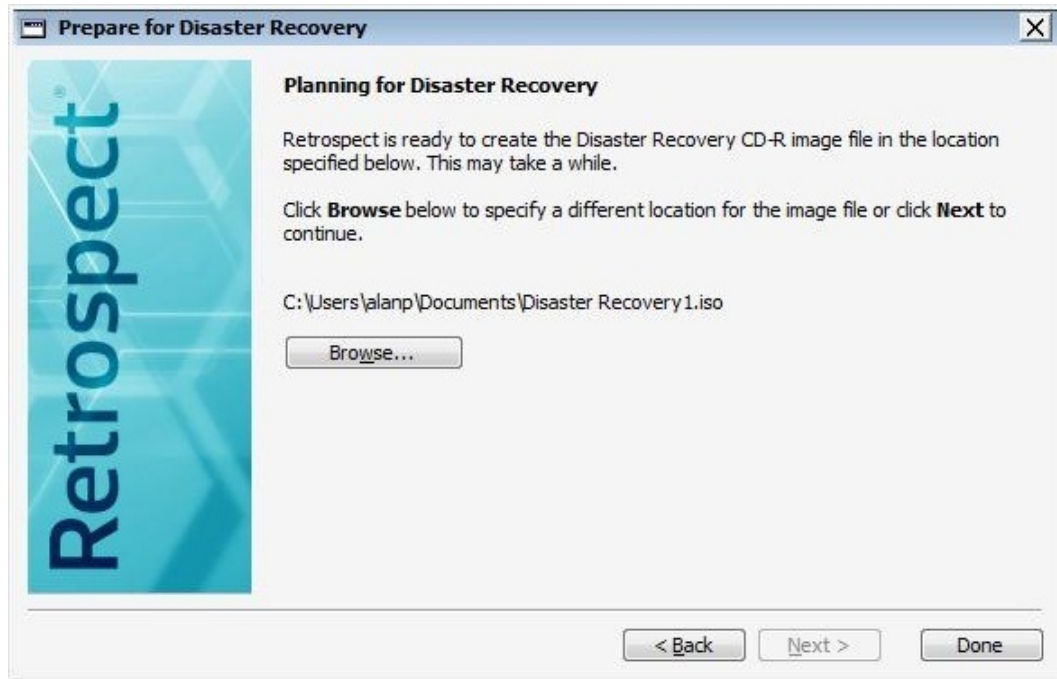 Prepare for Disaster Recovery
Retrospect®
Planning for Disaster Recovery
Retrospect is ready to create the Disaster Recovery CD-R image file in the location
specified below. This may take a while.
Click Browse below to specify a different location for the image file or click Next to
continue.
C:\Users\alanp\Documents\Disaster Recovery1.iso
Browse...
< Back
Next >
Done